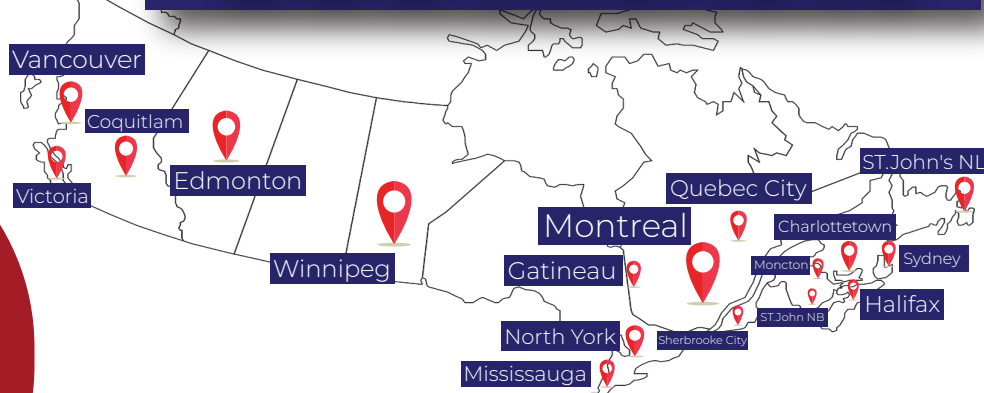 Vancouver
Coquitlam
Victoria
Edmonton
Winnipeg
Montreal
Quebec City
Gatineau
North York
Mississauga
Sherbrooke City
ST.John's NL
Charlottetown
Moncton
Sydney
ST.John NB
Halifax